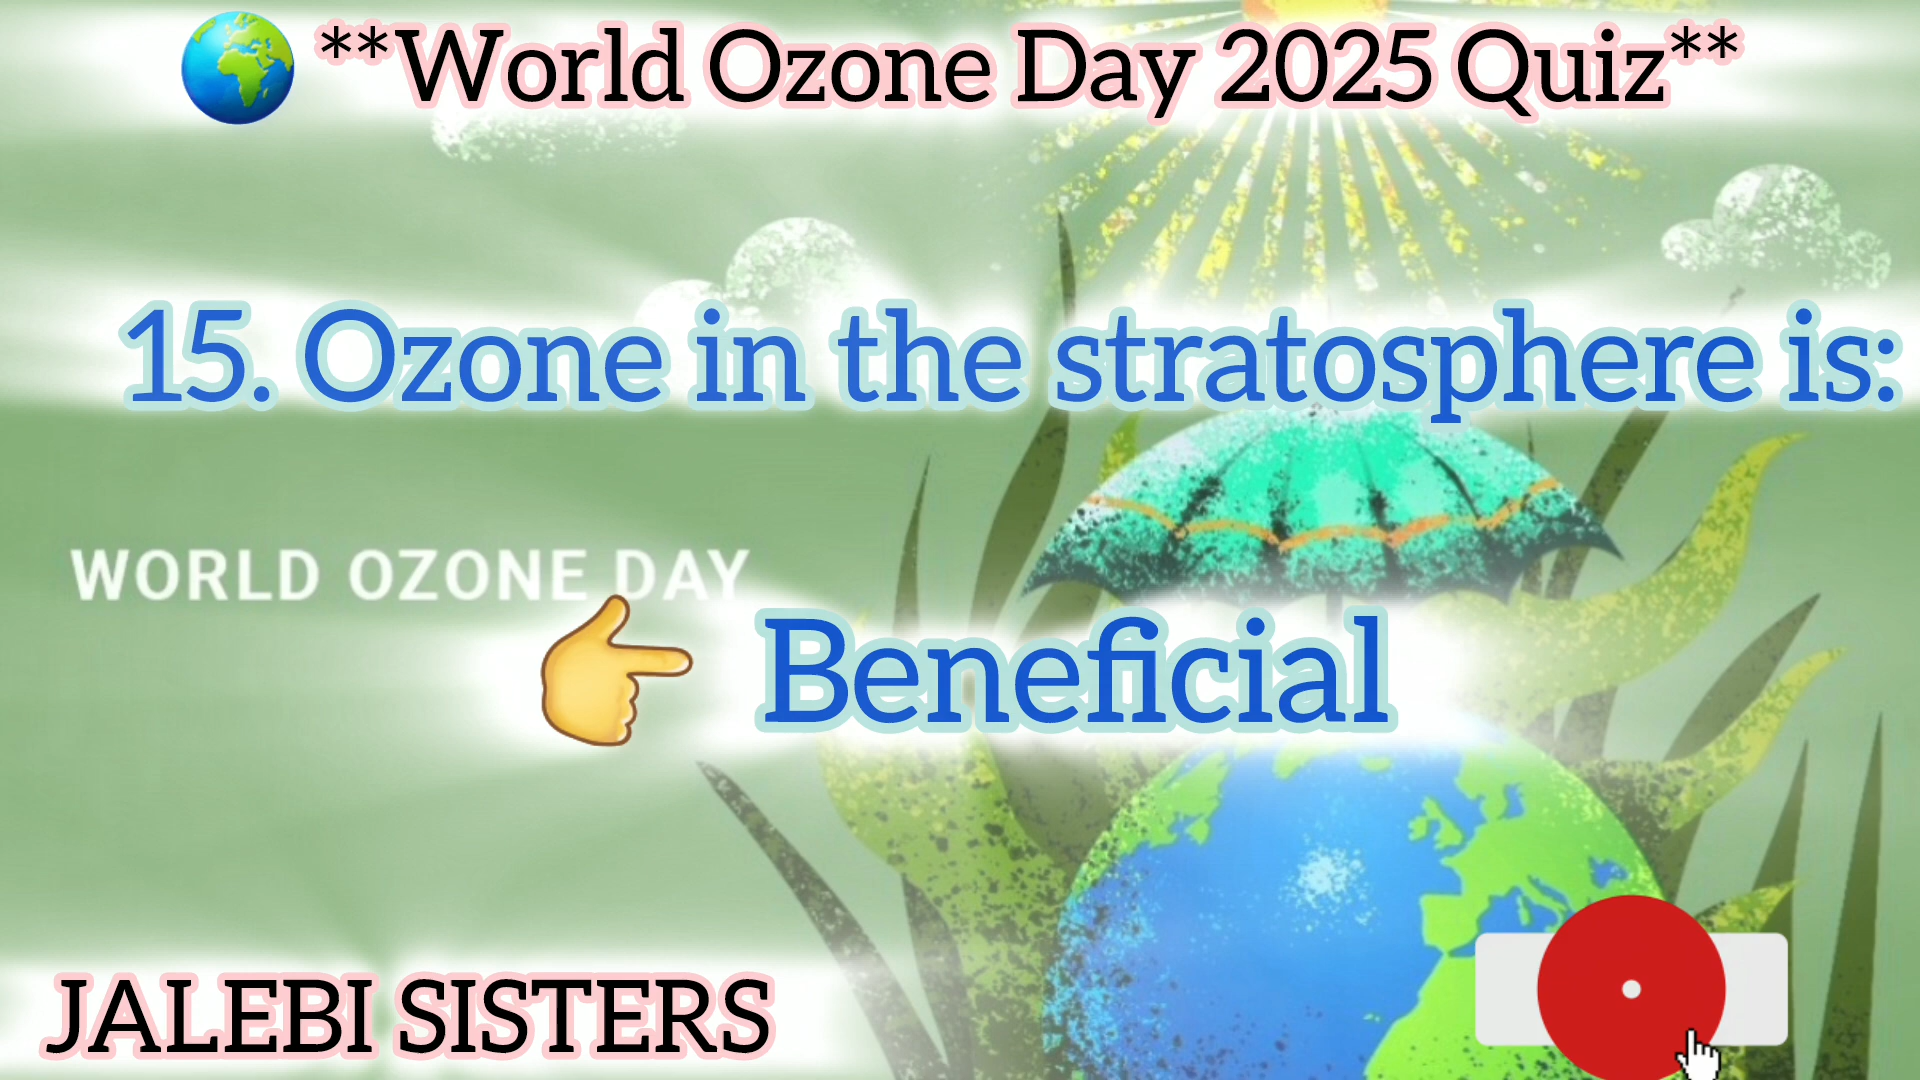 🌍 **World Ozone Day 2025 Quiz**
15. Ozone in the stratosphere is:
WORLD OZONE DAY
👉 Beneficial
JALEBI SISTERS